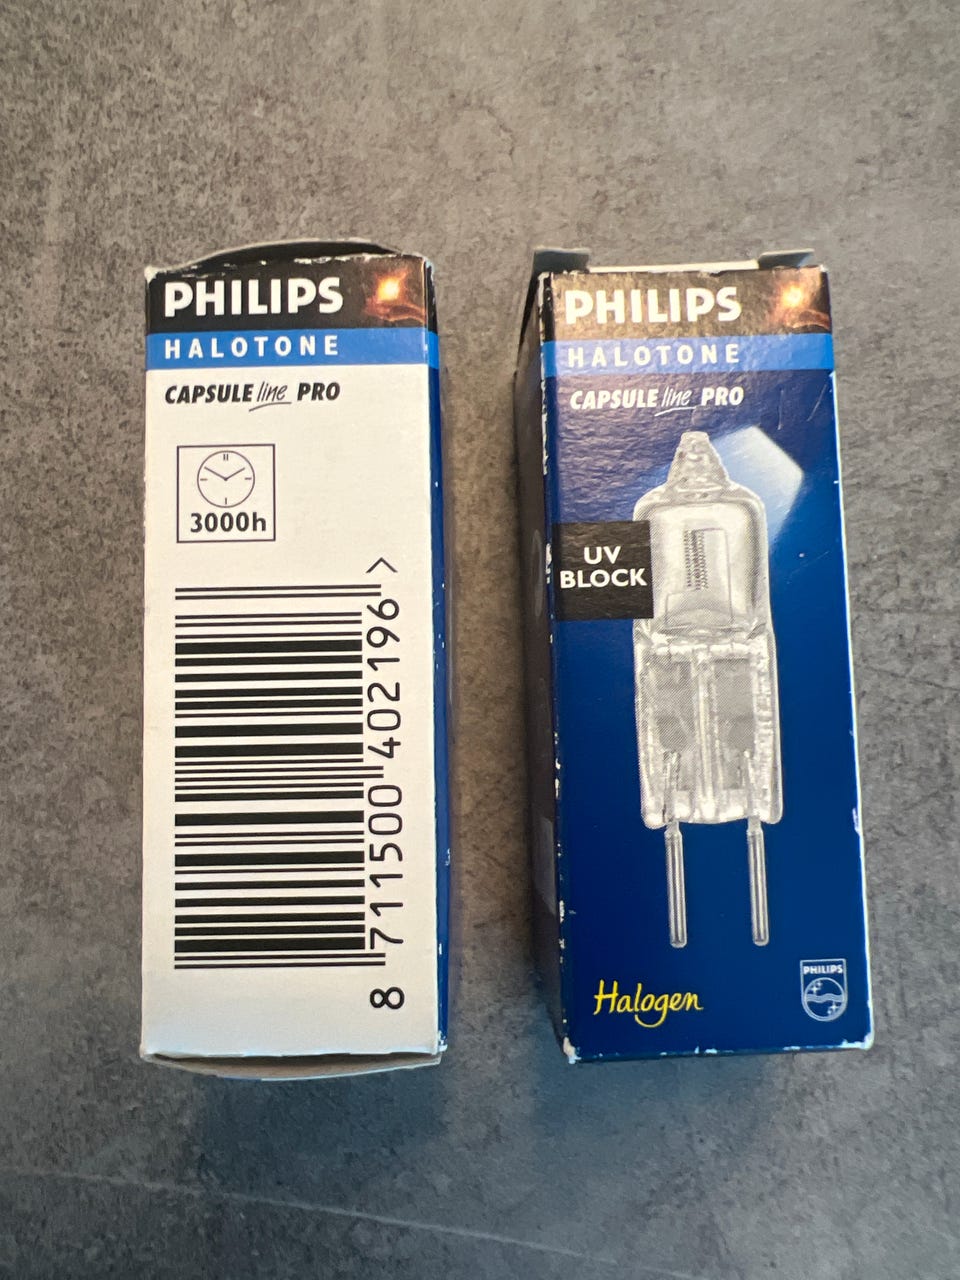 PHILIPS
HALOTONE
CAPSULE line PRO
3000h
8 711500 402196 >
PHILIPS
HALOTONE
CAPSULE line PRO
UV
BLOCK
Halogen
PHILIPS